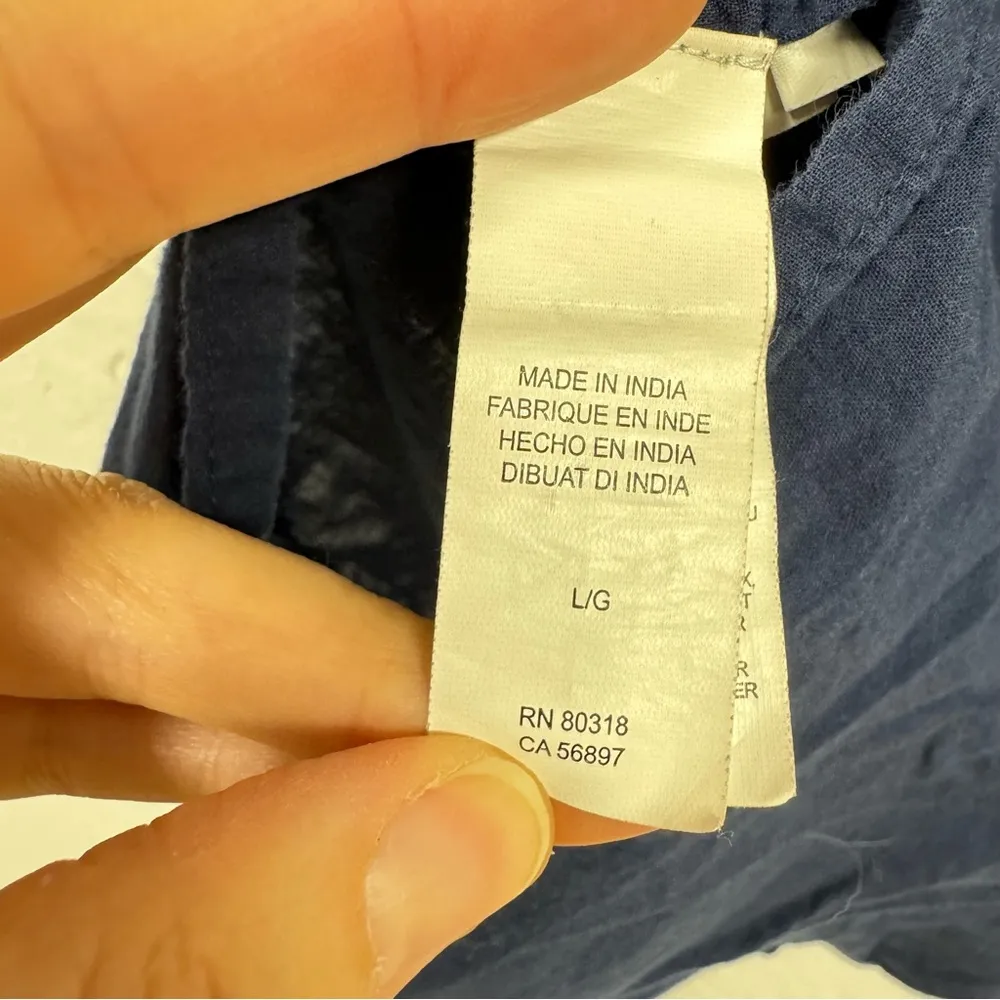 MADE IN INDIA
FABRIQUE EN INDE
HECHO EN INDIA
DIBUAT DI INDIA
L/G
RN 80318
CA 56897